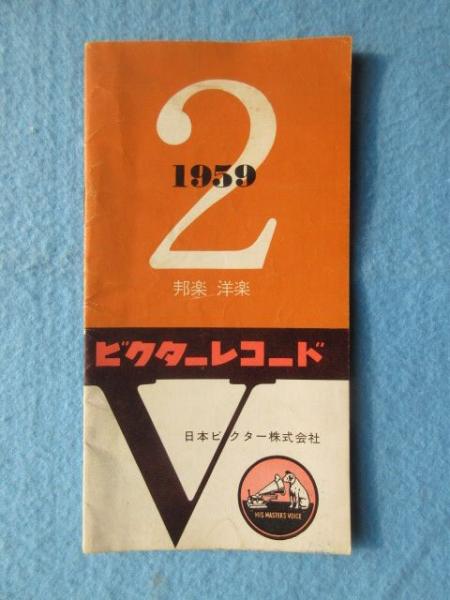 2
1959
邦楽 洋楽
ビクターレコード
V
日本ビクター株式会社
HIS MASTER'S VOICE